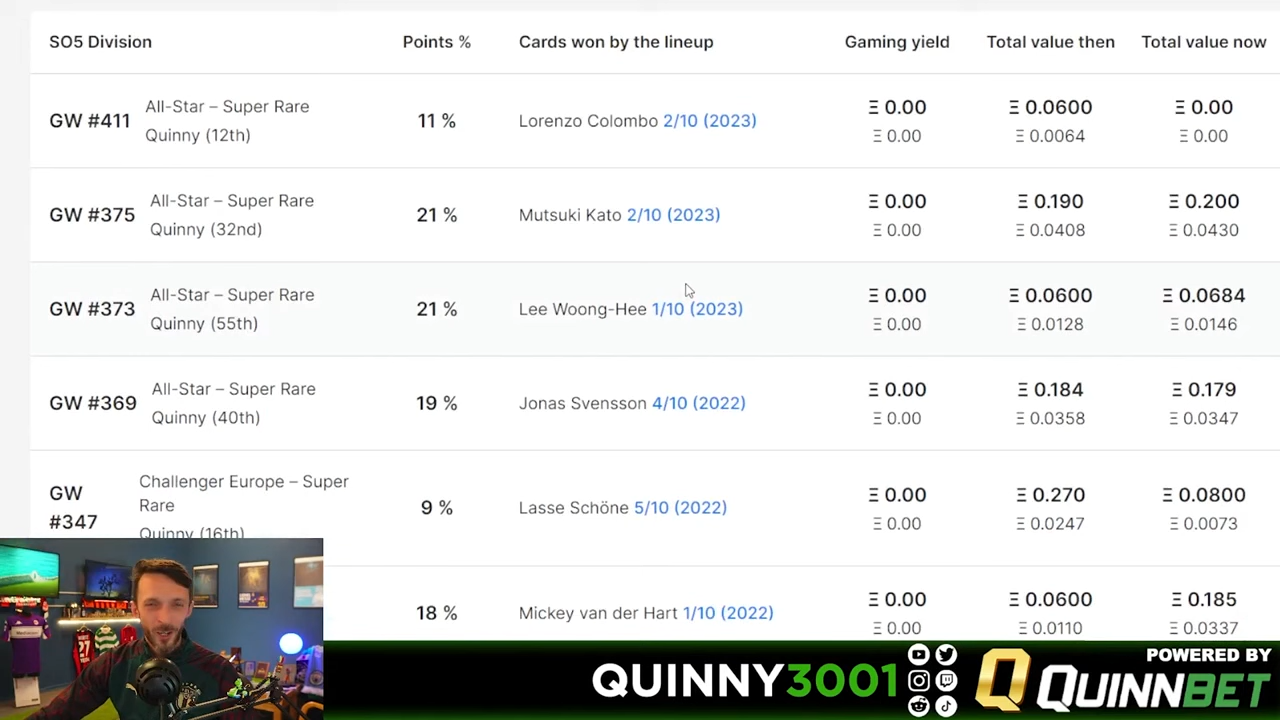 SO5 Division Points % Cards won by the lineup Gaming yield Total value then Total value now
GW #411 All-Star – Super Rare 11 % Lorenzo Colombo 2/10 (2023) Ξ 0.00 Ξ 0.0600 Ξ 0.00
Quinny (12th) Ξ 0.00 Ξ 0.0064 Ξ 0.00
GW #375 All-Star – Super Rare 21 % Mutsuki Kato 2/10 (2023) Ξ 0.00 Ξ 0.190 Ξ 0.200
Quinny (32nd) Ξ 0.00 Ξ 0.0408 Ξ 0.0430
GW #373 All-Star – Super Rare 21 % Lee Woong-Hee 1/10 (2023) Ξ 0.00 Ξ 0.0600 Ξ 0.0684
Quinny (55th) Ξ 0.00 Ξ 0.0128 Ξ 0.0146
GW #369 All-Star – Super Rare 19 % Jonas Svensson 4/10 (2022) Ξ 0.00 Ξ 0.184 Ξ 0.179
Quinny (40th) Ξ 0.00 Ξ 0.0358 Ξ 0.0347
GW Challenger Europe – Super 9 % Lasse Schöne 5/10 (2022) Ξ 0.00 Ξ 0.270 Ξ 0.0800
#347 Rare Ξ 0.00 Ξ 0.0247 Ξ 0.0073
Quinny (16th)
18 % Mickey van der Hart 1/10 (2022) Ξ 0.00 Ξ 0.0600 Ξ 0.185
Ξ 0.00 Ξ 0.0110 Ξ 0.0337
QUINNY3001
POWERED BY
QUINNBET
27